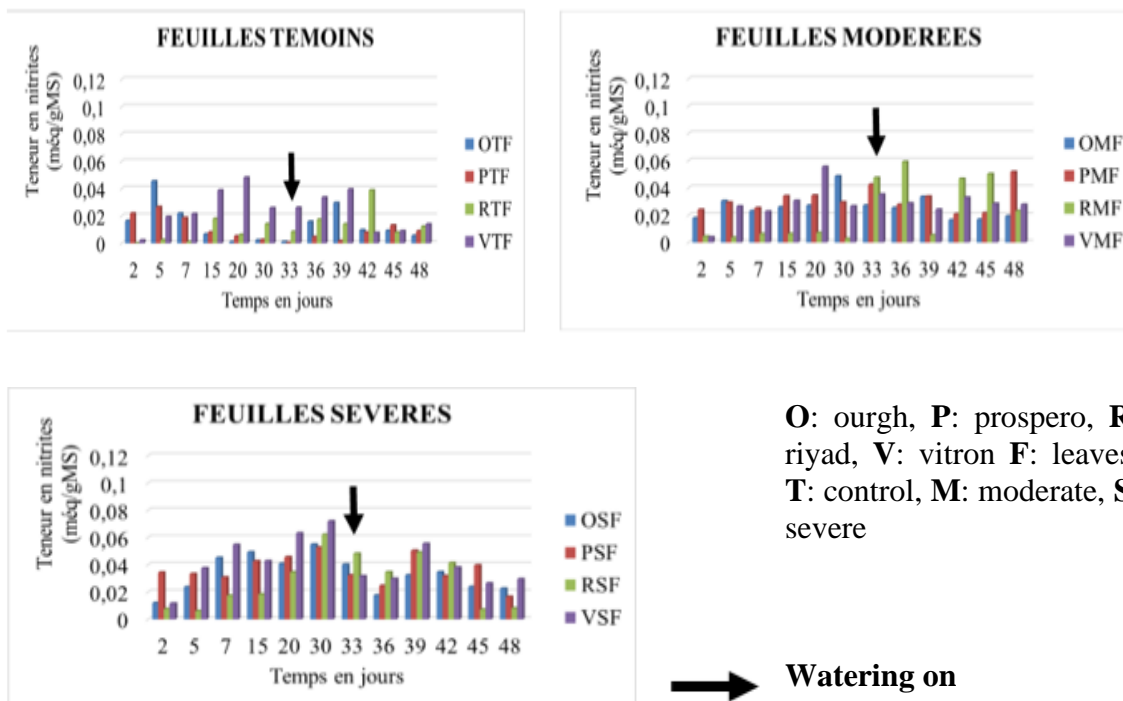 FEUILLES TEMOINS
Teneur en nitrites
(méq/gMS)
0,12
0,1
0,08
0,06
0,04
0,02
0
2 5 7 15 20 30 33 36 39 42 45 48
Temps en jours
OTF
PTF
RTF
VTF
FEUILLES MODEREES
Teneur en nitrites
(méq/gMS)
0,12
0,1
0,08
0,06
0,04
0,02
0
2 5 7 15 20 30 33 36 39 42 45 48
Temps en jours
OMF
PMF
RMF
VMF
FEUILLES SEVERES
Teneur en nitrites
(méq/gMS)
0,12
0,1
0,08
0,06
0,04
0,02
0
2 5 7 15 20 30 33 36 39 42 45 48
Temps en jours
OSF
PSF
RSF
VSF
O: ourgh, P: prospero, R
riyad, V: vitron F: leaves
T: control, M: moderate, S
severe
Watering on